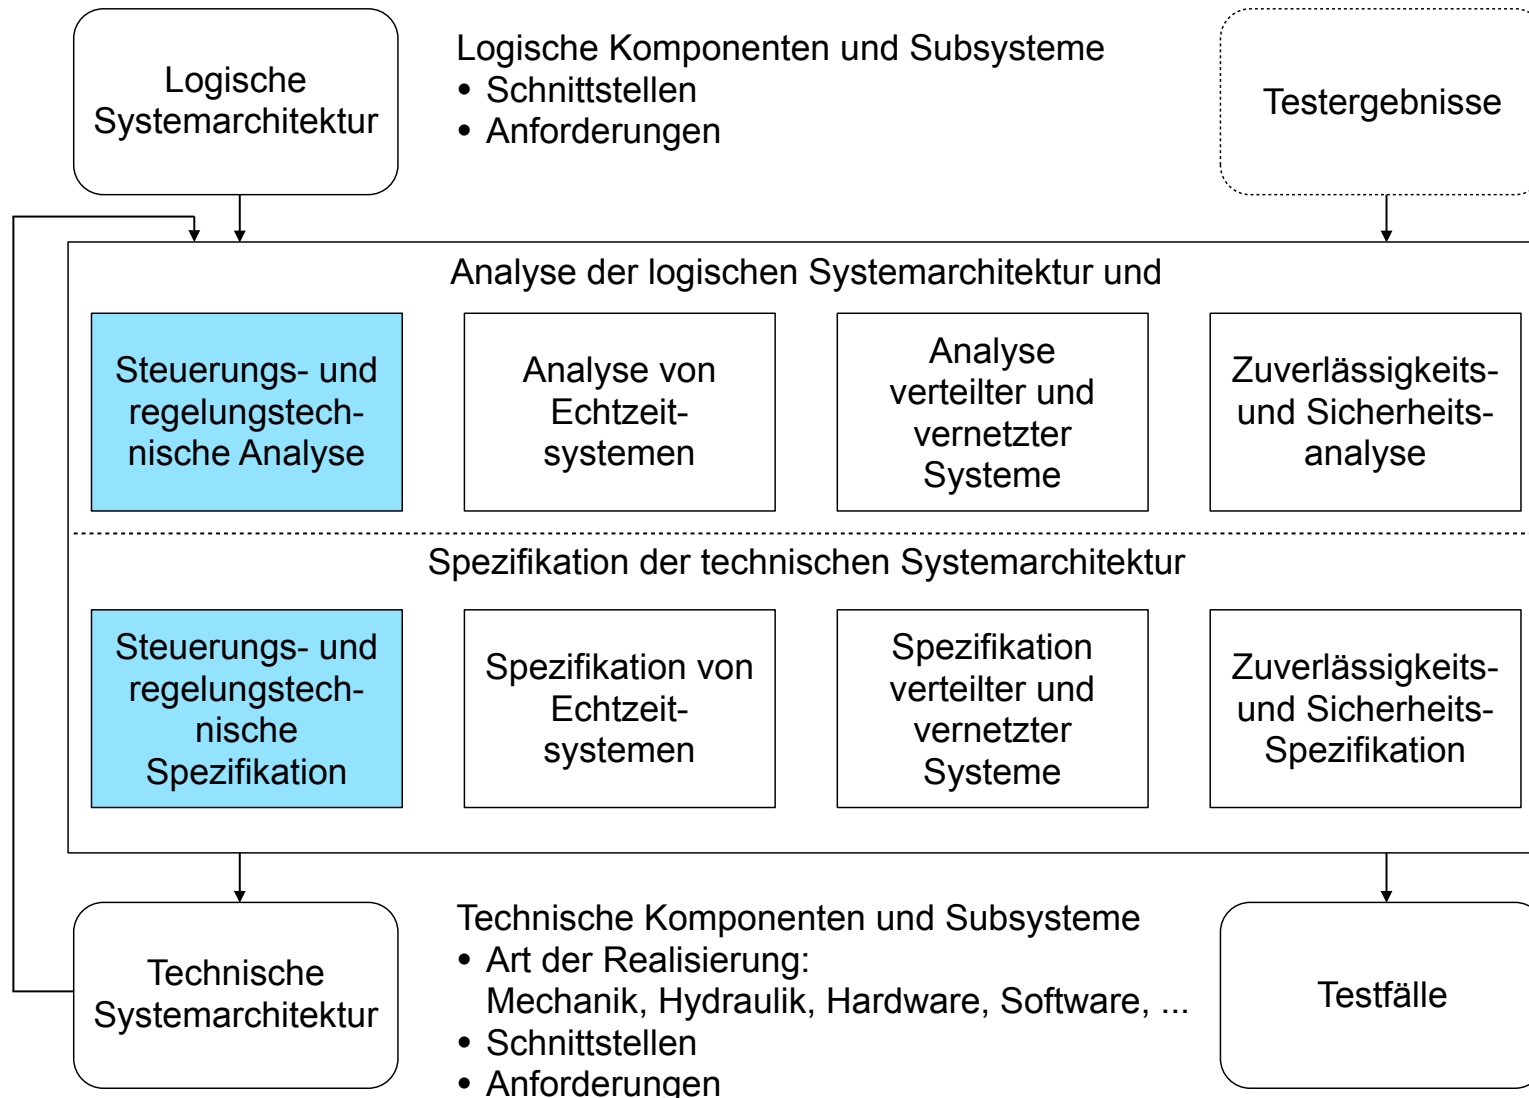 Logische
Systemarchitektur
Logische Komponenten und Subsysteme
• Schnittstellen
• Anforderungen
Testergebnisse
Analyse der logischen Systemarchitektur und
Steuerungs- und
regelungstech-
nische Analyse
Analyse von
Echtzeit-
systemen
Analyse
verteilter und
vernetzter
Systeme
Zuverlässigkeits-
und Sicherheits-
analyse
Spezifikation der technischen Systemarchitektur
Steuerungs- und
regelungstech-
nische
Spezifikation
Spezifikation von
Echtzeit-
systemen
Spezifikation
verteilter und
vernetzter
Systeme
Zuverlässigkeits-
und Sicherheits-
Spezifikation
Technische
Systemarchitektur
Technische Komponenten und Subsysteme
• Art der Realisierung:
Mechanik, Hydraulik, Hardware, Software, ...
• Schnittstellen
• Anforderungen
Testfälle